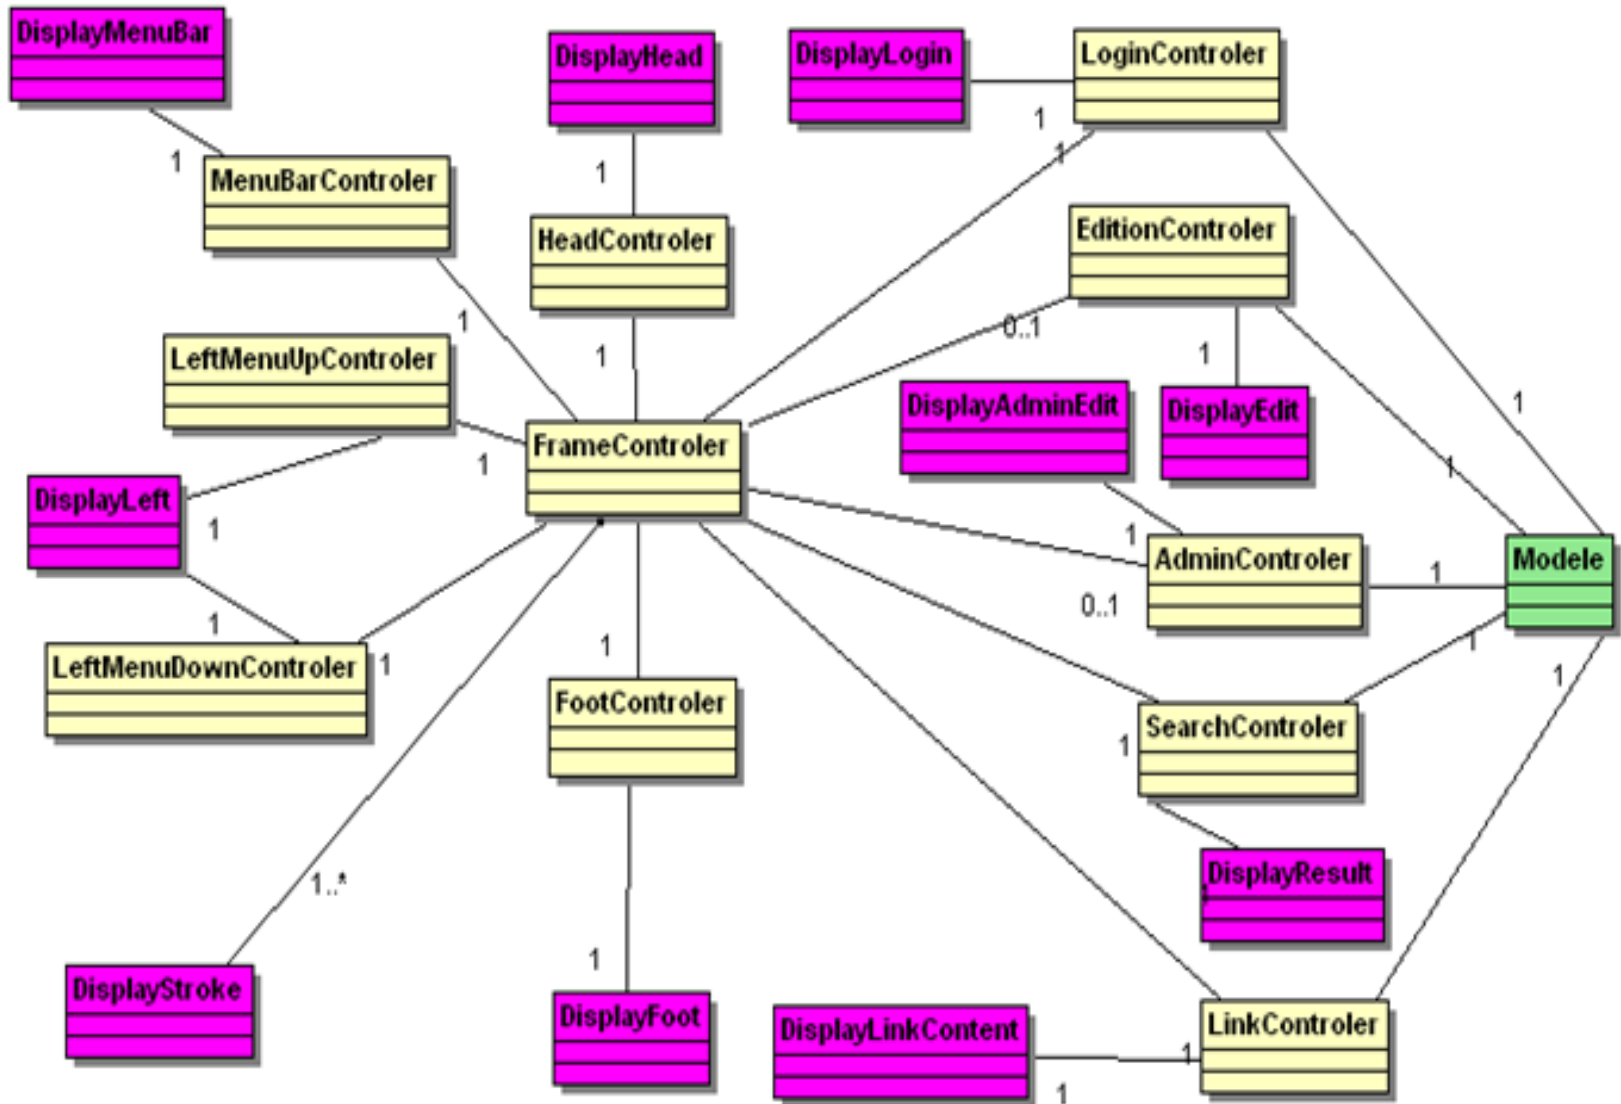 DisplayMenuBar
DisplayHead
DisplayLogin
LoginControler
1
1
1
1
MenuBarControler
HeadControler
EditionControler
1
0..1
LeftMenuUpControler
1
1
DisplayAdminEdit
DisplayEdit
1
FrameControler
1
1
DisplayLeft
1
1
AdminControler
1
Modele
0..1
1
LeftMenuDownControler
1
1
1
1
FootControler
SearchControler
1
1..*
DisplayResult
1
1
DisplayStroke
DisplayFoot
DisplayLinkContent
LinkControler
1
1